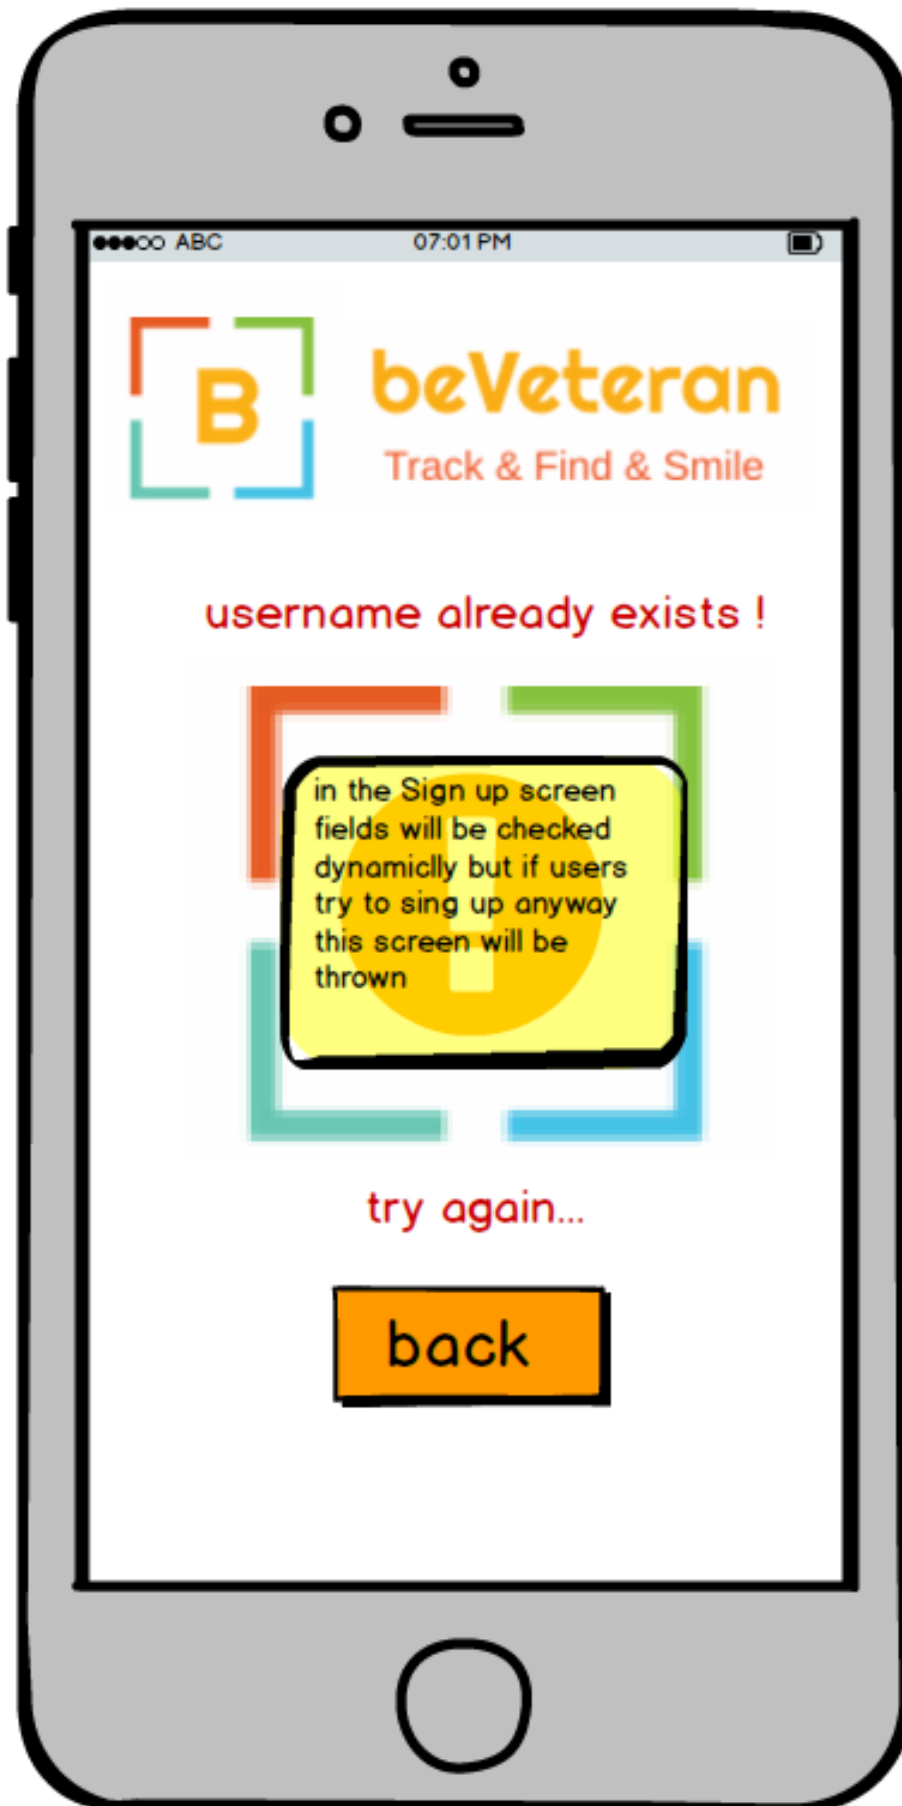 ABC 07:01 PM
B
beVeteran
Track & Find & Smile
username already exists !
in the Sign up screen
fields will be checked
dynamiclly but if users
try to sing up anyway
this screen will be
thrown
!
try again...
back